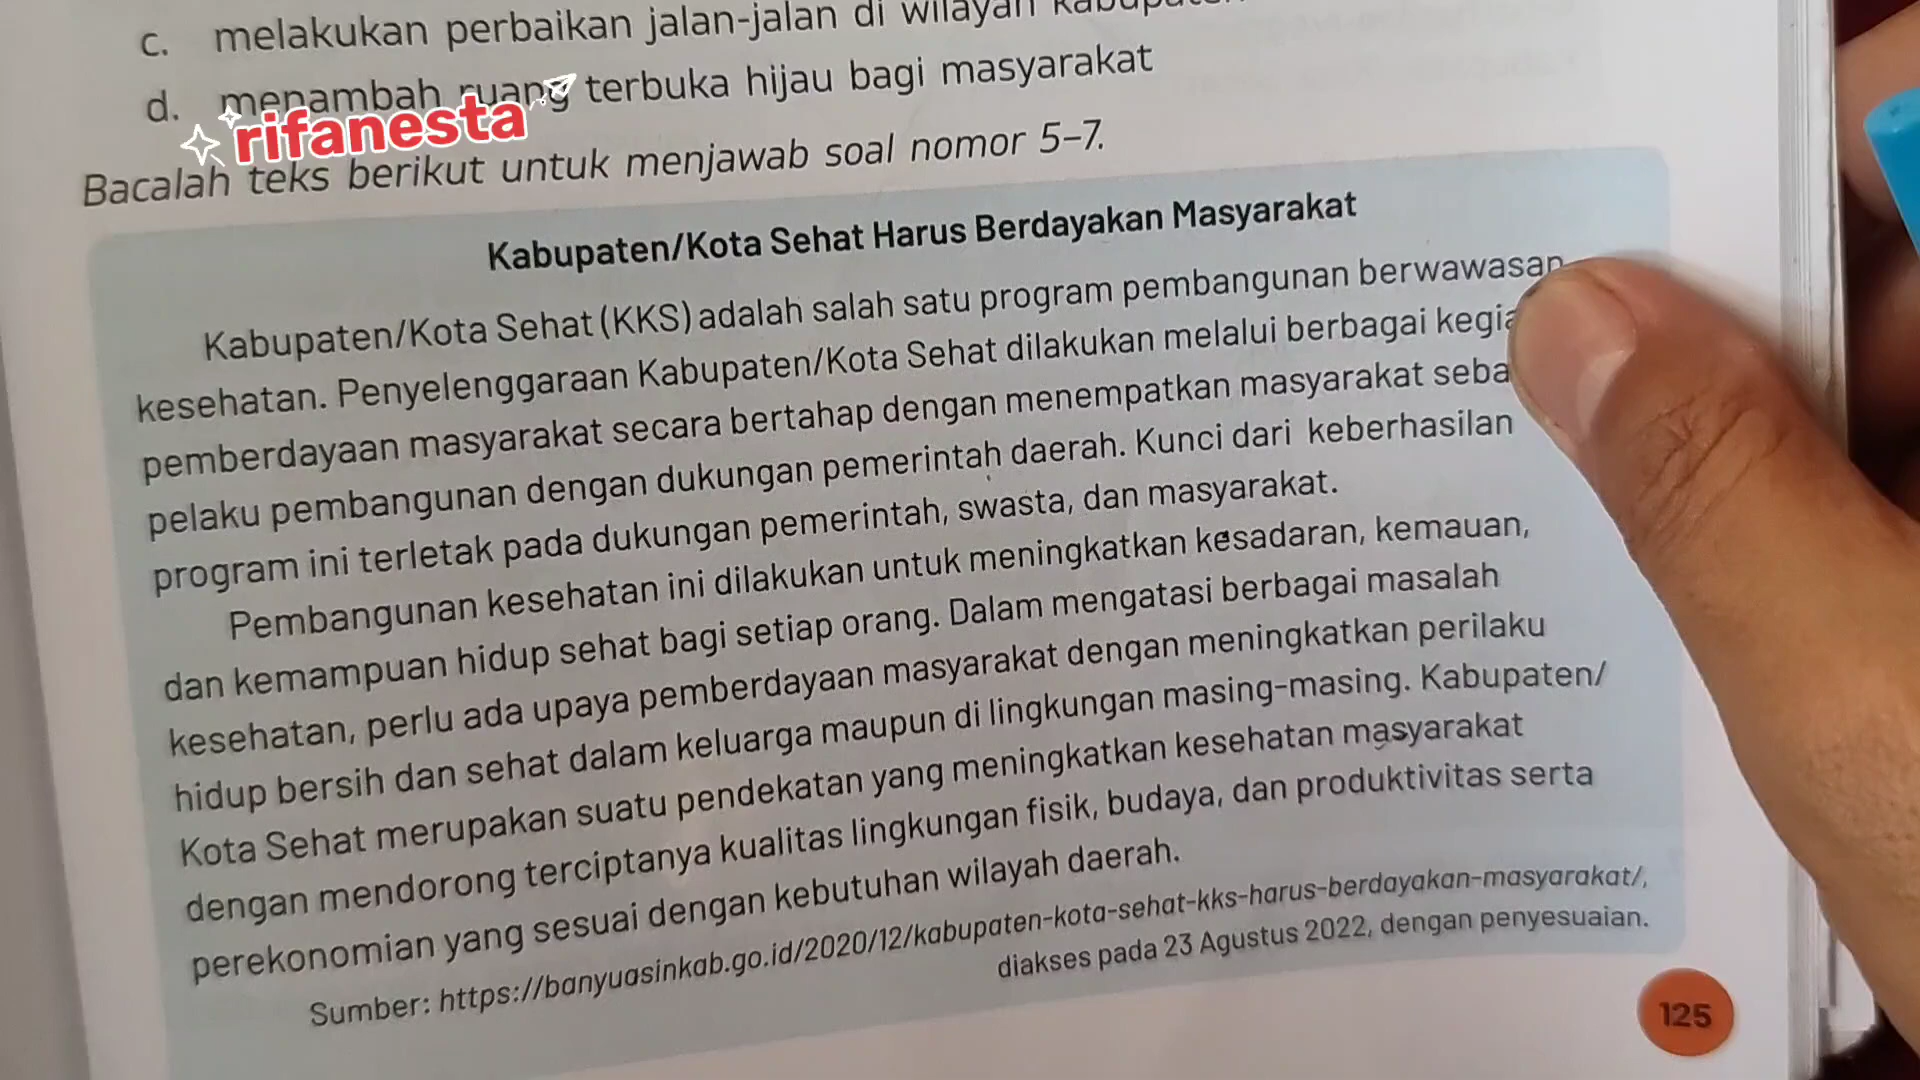 c. melakukan perbaikan jalan-jalan di wilayah
d. menambah ruang terbuka hijau bagi masyarakat
rifanesta
Bacalah teks berikut untuk menjawab soal nomor 5–7.
Kabupaten/Kota Sehat Harus Berdayakan Masyarakat
Kabupaten/Kota Sehat (KKS) adalah salah satu program pembangunan berwawasan
kesehatan. Penyelenggaraan Kabupaten/Kota Sehat dilakukan melalui berbagai
pemberdayaan masyarakat secara bertahap dengan menempatkan masyarakat
pelaku pembangunan dengan dukungan pemerintah daerah. Kunci dari keberhasilan
program ini terletak pada dukungan pemerintah, swasta, dan masyarakat.
Pembangunan kesehatan ini dilakukan untuk meningkatkan kesadaran, kemauan,
dan kemampuan hidup sehat bagi setiap orang. Dalam mengatasi berbagai masalah
kesehatan, perlu ada upaya pemberdayaan masyarakat dengan meningkatkan perilaku
hidup bersih dan sehat dalam keluarga maupun di lingkungan masing-masing. Kabupaten/
Kota Sehat merupakan suatu pendekatan yang meningkatkan kesehatan masyarakat
dengan mendorong terciptanya kualitas lingkungan fisik, budaya, dan produktivitas serta
perekonomian yang sesuai dengan kebutuhan wilayah daerah.
Sumber: https://banyuasinkab.go.id/2020/12/kabupaten-kota-sehat-kks-harus-berdayakan-masyarakat/,
diakses pada 23 Agustus 2022, dengan penyesuaian.
125